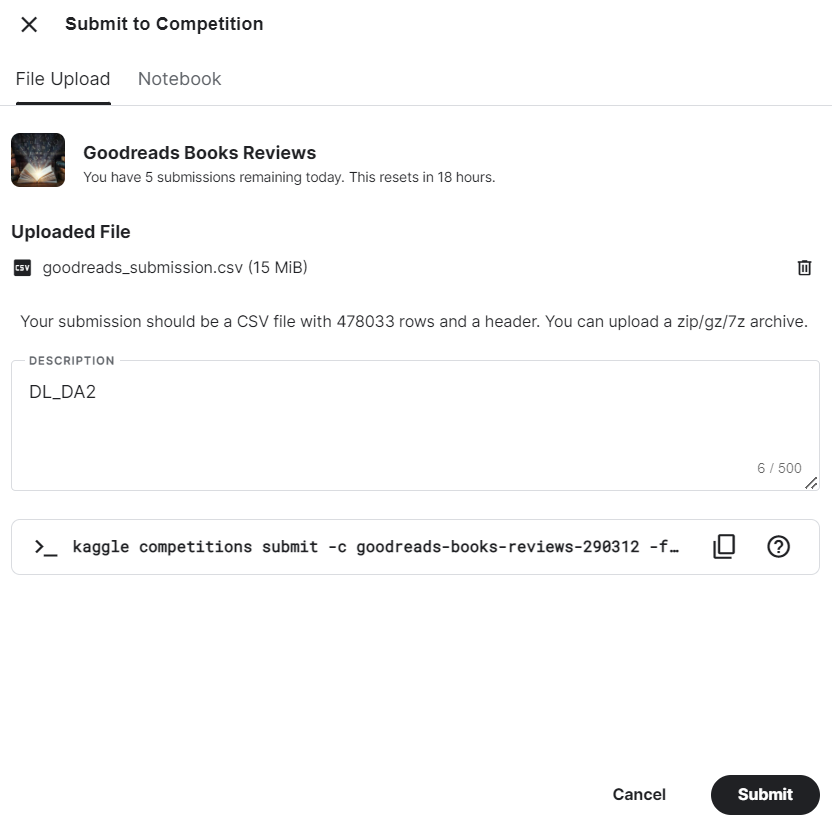 Submit to Competition
File Upload Notebook
Goodreads Books Reviews
You have 5 submissions remaining today. This resets in 18 hours.
Uploaded File
CSV goodreads_submission.csv (15 MiB)
Your submission should be a CSV file with 478033 rows and a header. You can upload a zip/gz/7z archive.
DESCRIPTION
DL_DA2
6 / 500
>_ kaggle competitions submit -c goodreads-books-reviews-290312 -f…
Cancel Submit